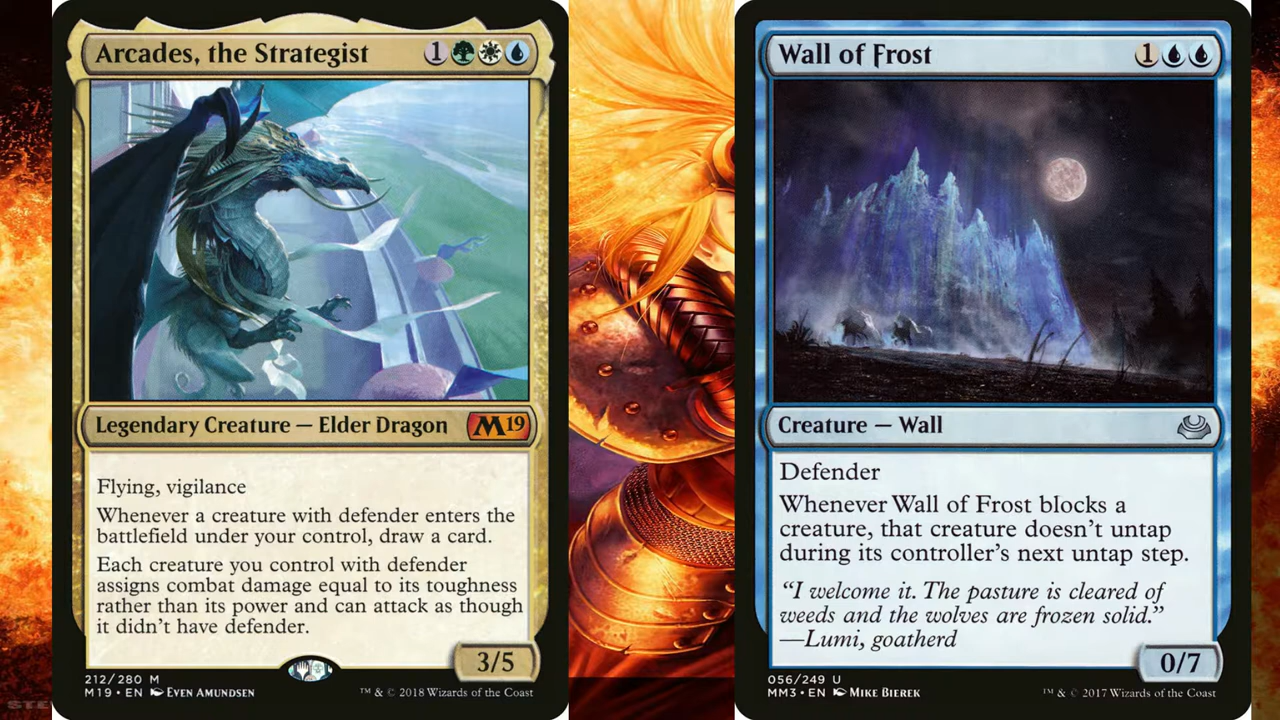 Arcades, the Strategist 1
Legendary Creature — Elder Dragon M19
Flying, vigilance
Whenever a creature with defender enters the
battlefield under your control, draw a card.
Each creature you control with defender
assigns combat damage equal to its toughness
rather than its power and can attack as though
it didn't have defender.
3/5
212/280 M
M19 • EN Even Amundsen
™ & © 2018 Wizards of the Coast
Wall of Frost 1
Creature — Wall
Defender
Whenever Wall of Frost blocks a
creature, that creature doesn't untap
during its controller's next untap step.
"I welcome it. The pasture is cleared of
weeds and the wolves are frozen solid."
—Lumi, goatherd
0/7
056/249 U
MM3 • EN Mike Bierek
™ & © 2017 Wizards of the Coast